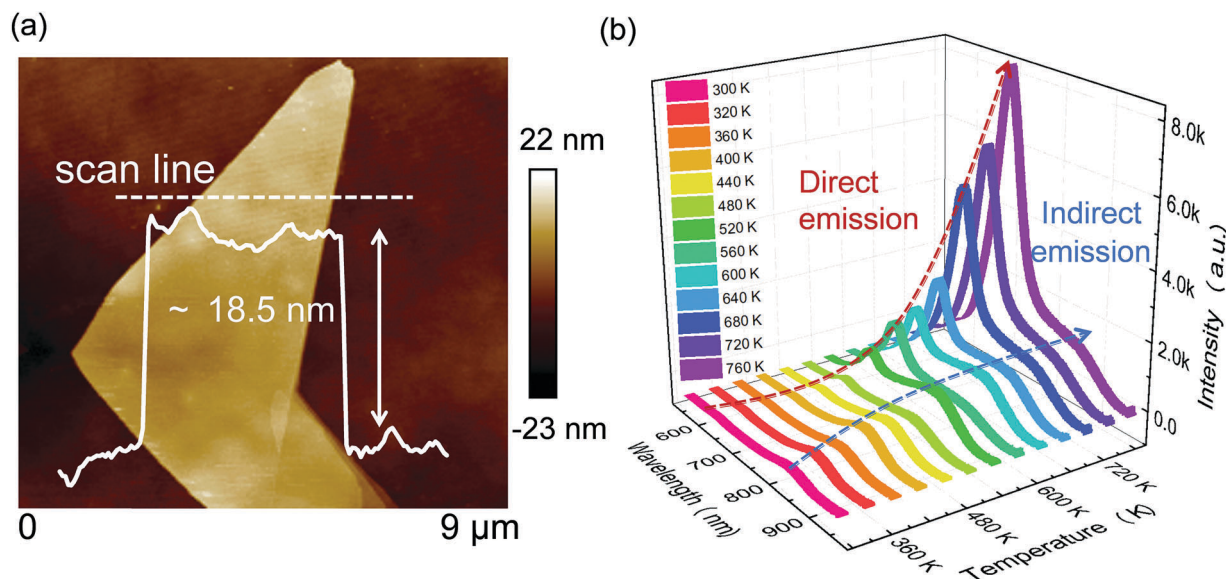 (a)
scan line
~ 18.5 nm
22 nm
-23 nm
0
9 μm
(b)
300 K
320 K
360 K
400 K
440 K
480 K
520 K
560 K
600 K
640 K
680 K
720 K
760 K
Direct
emission
Indirect
emission
8.0k
6.0k
4.0k
2.0k
0.0
Intensity (a.u.)
600
700
800
900
Wavelength (nm)
360 K
480 K
600 K
720 K
Temperature (K)